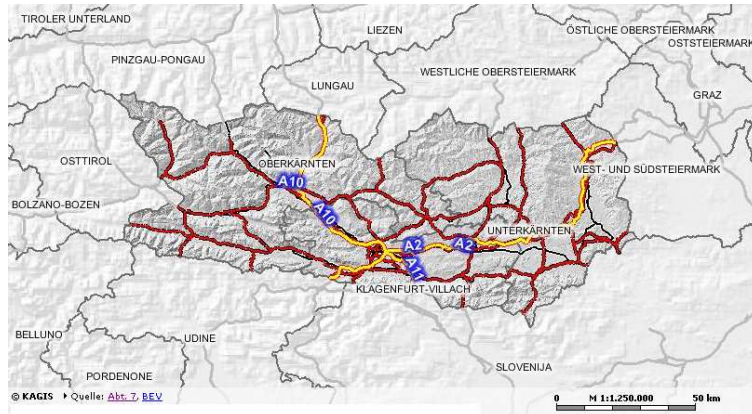 TIROLER UNTERLAND
LIEZEN
ÖSTLICHE OBERSTEIERMARK
OSTSTEIERMARK
PINZGAU-PONGAU
LUNGAU
WESTLICHE OBERSTEIERMARK
GRAZ
OSTTIROL
OBERKÄRNTEN
WEST- UND SÜDSTEIERMARK
A10
BOLZANO-BOZEN
A10
UNTERKÄRNTEN
A2
A2
A11
KLAGENFURT-VILLACH
BELLUNO
UDINE
SLOVENIJA
PORDENONE
© KAGIS Quelle: Abt. 7, BEV
M 1:1.250.000
0 50 km